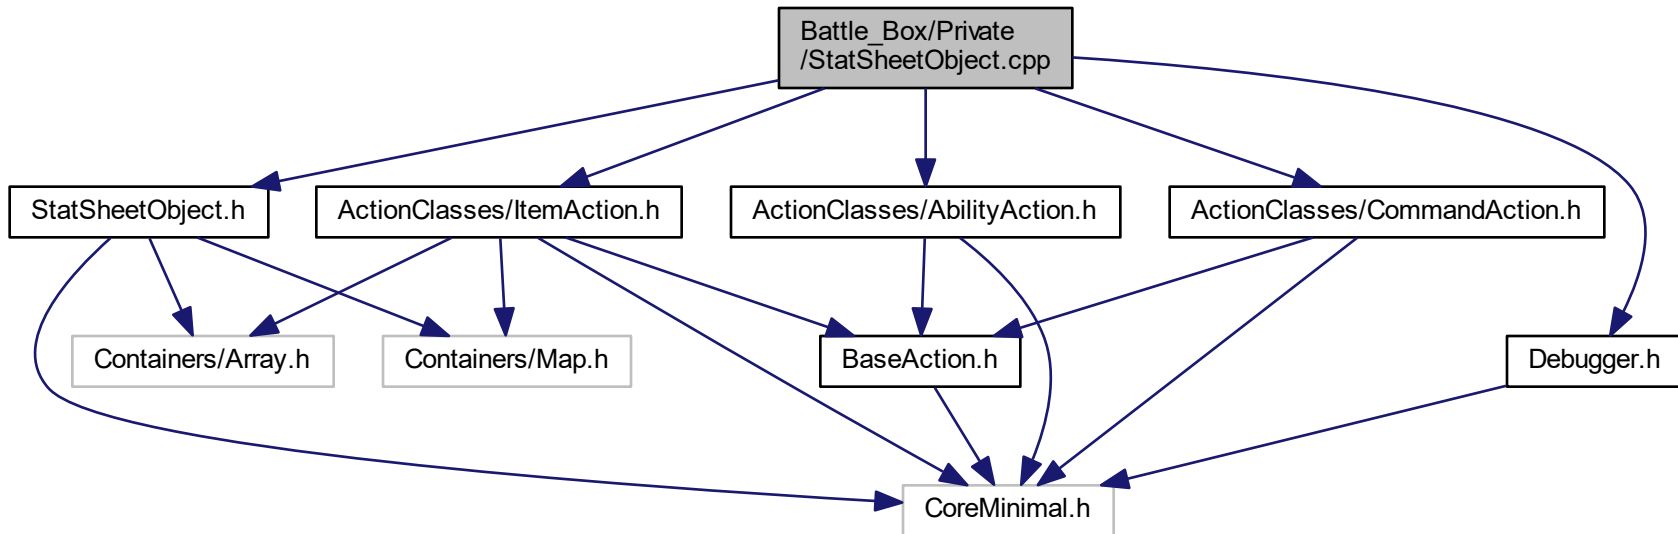 Battle_Box/Private
/StatSheetObject.cpp
StatSheetObject.h
ActionClasses/ItemAction.h
ActionClasses/AbilityAction.h
ActionClasses/CommandAction.h
Containers/Array.h
Containers/Map.h
BaseAction.h
Debugger.h
CoreMinimal.h